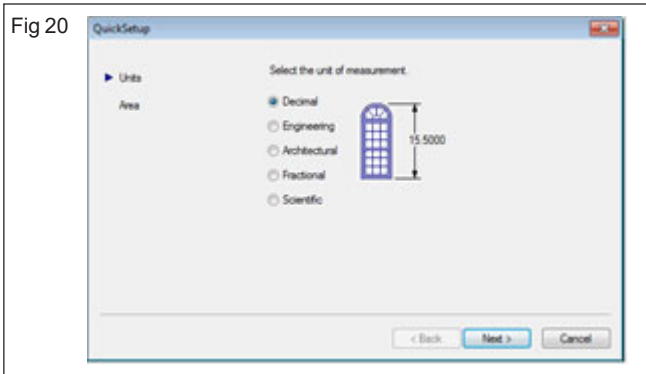 Fig 20
QuickSetup
Units
Area
Select the unit of measurement.
Decimal
Engineering
Architectural
Fractional
Scientific
15.5000
< Back
Next >
Cancel